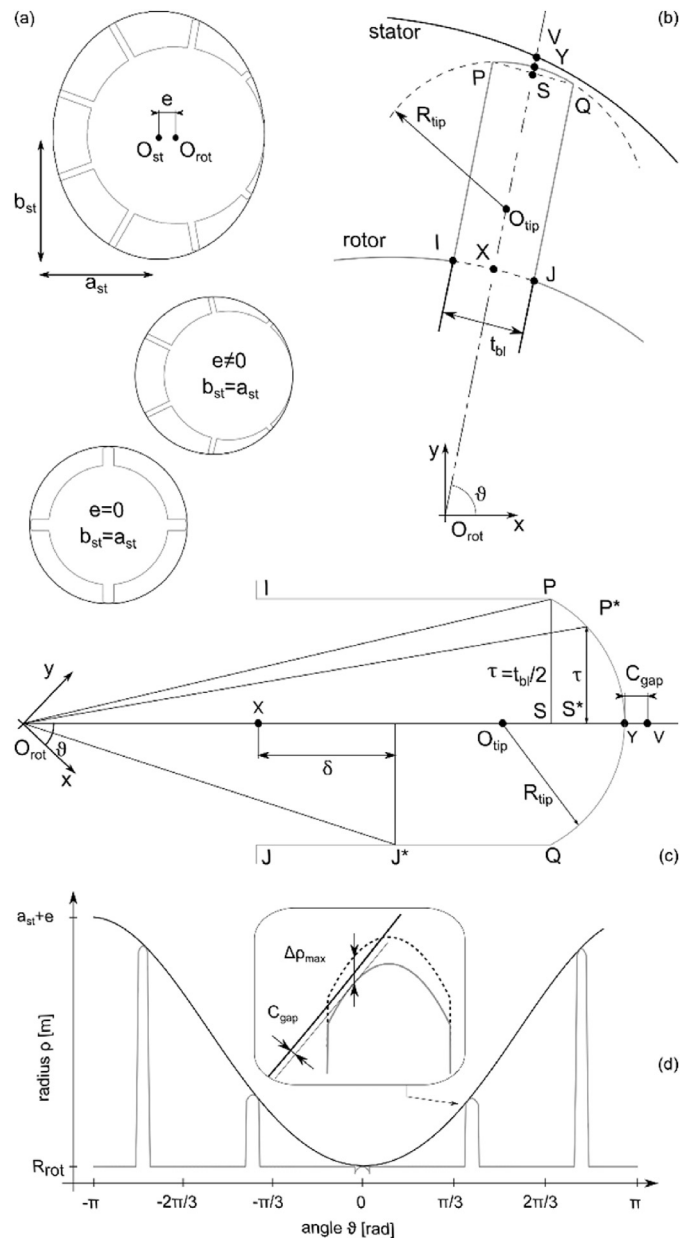 (a)
e
O_st
O_rot
b_st
a_st
e≠0
b_st=a_st
e=0
b_st=a_st
(b)
stator
V
Y
P
S
Q
R_tip
O_tip
rotor
I
X
J
t_bl
y
ϑ
O_rot
x
I
P
P*
y
τ=t_bl/2
τ
C_gap
X
S
S*
O_rot
ϑ
x
δ
O_tip
Y
V
R_tip
J
J*
Q
(c)
a_st+e
Δρ_max
C_gap
radius ρ [m]
(d)
R_rot
-π
-2π/3
-π/3
0
π/3
2π/3
π
angle ϑ [rad]